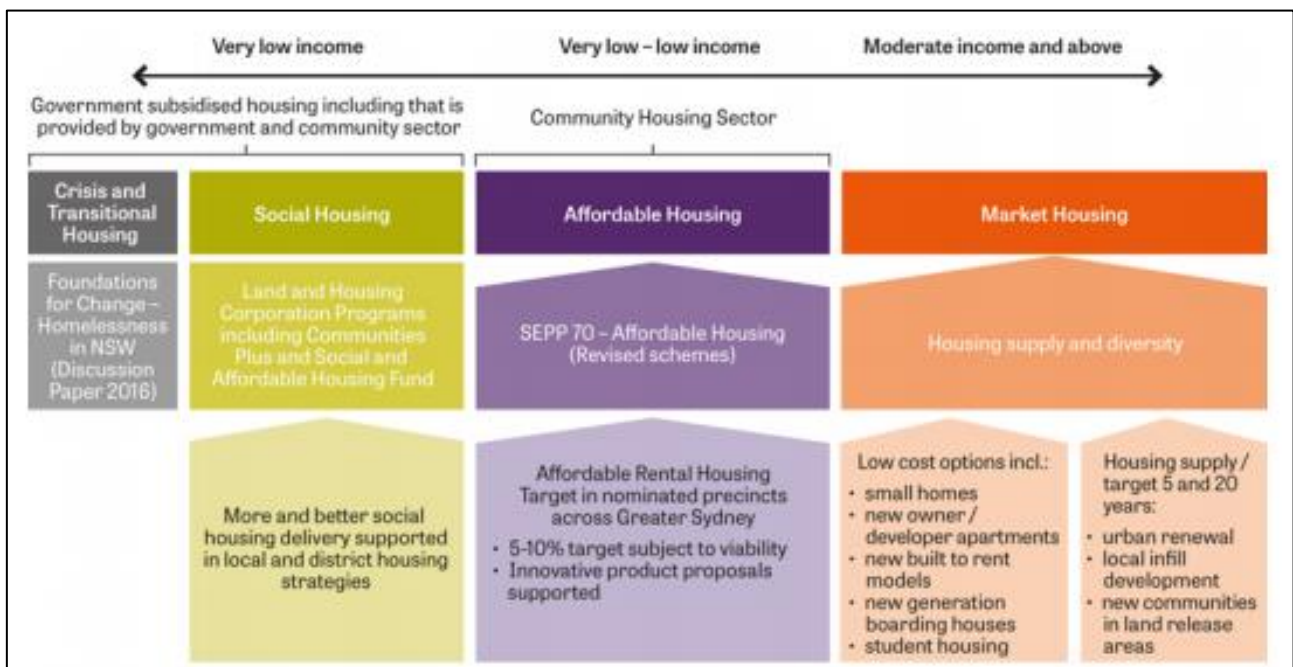 Very low income
Very low – low income
Moderate income and above
Government subsidised housing including that is
provided by government and community sector
Community Housing Sector
Crisis and
Transitional
Housing
Social Housing
Affordable Housing
Market Housing
Foundations
for Change –
Homelessness
in NSW
(Discussion
Paper 2016)
Land and Housing
Corporation Programs
including Communities
Plus and Social and
Affordable Housing Fund
SEPP 70 – Affordable Housing
(Revised schemes)
Housing supply and diversity
More and better social
housing delivery supported
in local and district housing
strategies
Affordable Rental Housing
Target in nominated precincts
across Greater Sydney
• 5-10% target subject to viability
• Innovative product proposals
supported
Low cost options incl.:
• small homes
• new owner /
developer apartments
• new built to rent
models
• new generation
boarding houses
• student housing
Housing supply /
target 5 and 20
years:
• urban renewal
• local infill
development
• new communities
in land release
areas